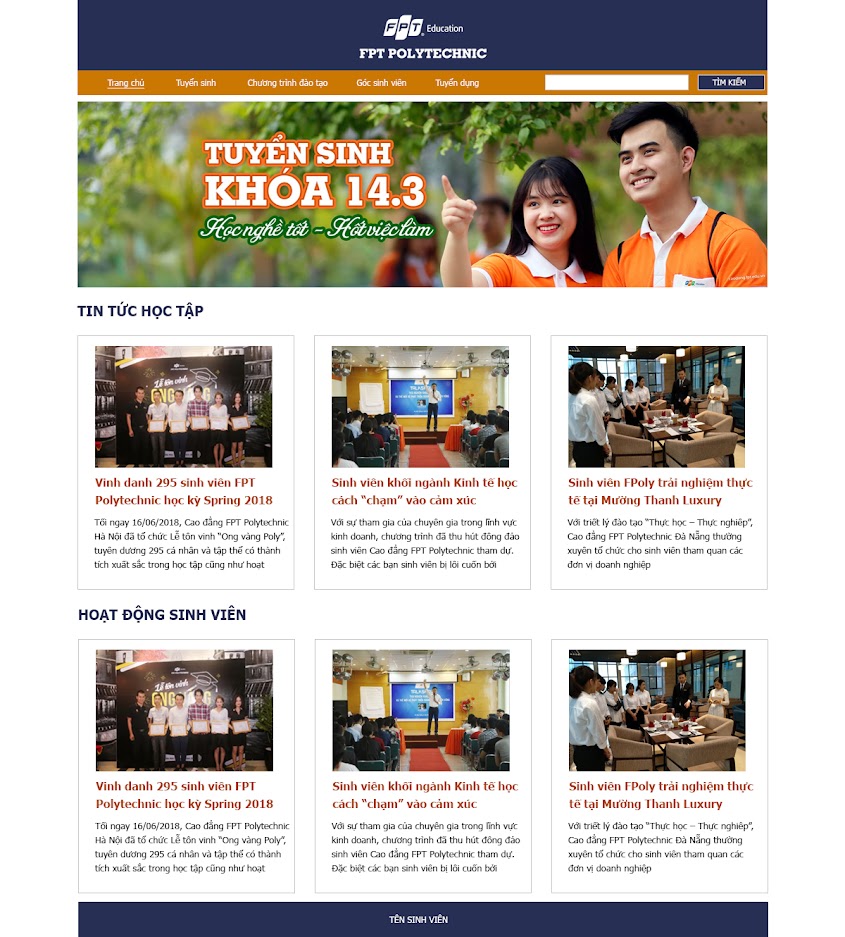 FPT Education
FPT POLYTECHNIC
Trang chủ Tuyển sinh Chương trình đào tạo Góc sinh viên Tuyển dụng TÌM KIẾM
TUYỂN SINH
KHÓA 14.3
Học nghề tốt - Hốt việc làm
TIN TỨC HỌC TẬP
Lễ tôn vinh
ONG VÀNG
Vinh danh 295 sinh viên FPT
Polytechnic học kỳ Spring 2018
Tối ngay 16/06/2018, Cao đẳng FPT Polytechnic
Hà Nội đã tổ chức Lễ tôn vinh “Ong vàng Poly”,
tuyên dương 295 cá nhân và tập thể có thành
tích xuất sắc trong học tập cũng như hoạt
Sinh viên khối ngành Kinh tế học
cách “chạm” vào cảm xúc
Với sự tham gia của chuyên gia trong lĩnh vực
kinh doanh, chương trình đã thu hút đông đảo
sinh viên Cao đẳng FPT Polytechnic tham dự.
Đặc biệt các bạn sinh viên bị lôi cuốn bởi
Sinh viên FPoly trải nghiệm thực
tế tại Mường Thanh Luxury
Với triết lý đào tạo “Thực học – Thực nghiêp”,
Cao đẳng FPT Polytechnic Đà Nẵng thường
xuyên tổ chức cho sinh viên tham quan các
đơn vị doanh nghiệp
HOẠT ĐỘNG SINH VIÊN
Lễ tôn vinh
ONG VÀNG
Vinh danh 295 sinh viên FPT
Polytechnic học kỳ Spring 2018
Tối ngay 16/06/2018, Cao đẳng FPT Polytechnic
Hà Nội đã tổ chức Lễ tôn vinh “Ong vàng Poly”,
tuyên dương 295 cá nhân và tập thể có thành
tích xuất sắc trong học tập cũng như hoạt
Sinh viên khối ngành Kinh tế học
cách “chạm” vào cảm xúc
Với sự tham gia của chuyên gia trong lĩnh vực
kinh doanh, chương trình đã thu hút đông đảo
sinh viên Cao đẳng FPT Polytechnic tham dự.
Đặc biệt các bạn sinh viên bị lôi cuốn bởi
Sinh viên FPoly trải nghiệm thực
tế tại Mường Thanh Luxury
Với triết lý đào tạo “Thực học – Thực nghiêp”,
Cao đẳng FPT Polytechnic Đà Nẵng thường
xuyên tổ chức cho sinh viên tham quan các
đơn vị doanh nghiệp
TÊN SINH VIÊN